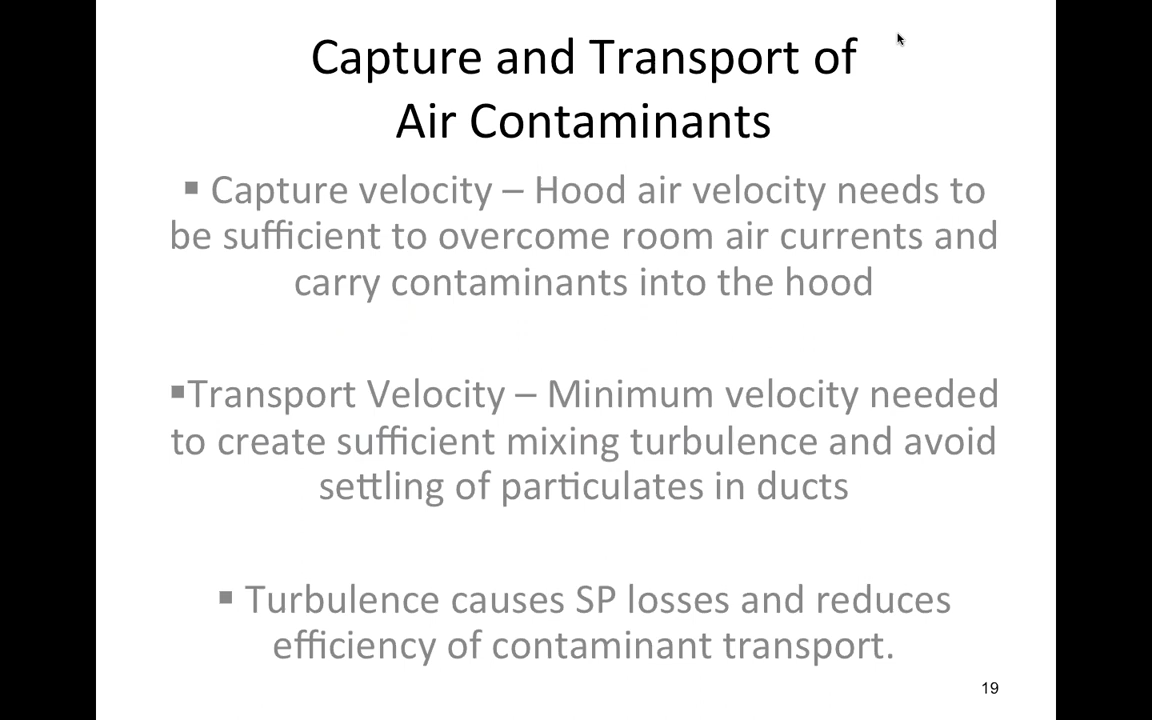 Capture and Transport of
Air Contaminants
▪ Capture velocity – Hood air velocity needs to
be sufficient to overcome room air currents and
carry contaminants into the hood
▪Transport Velocity – Minimum velocity needed
to create sufficient mixing turbulence and avoid
settling of particulates in ducts
▪ Turbulence causes SP losses and reduces
efficiency of contaminant transport.
19